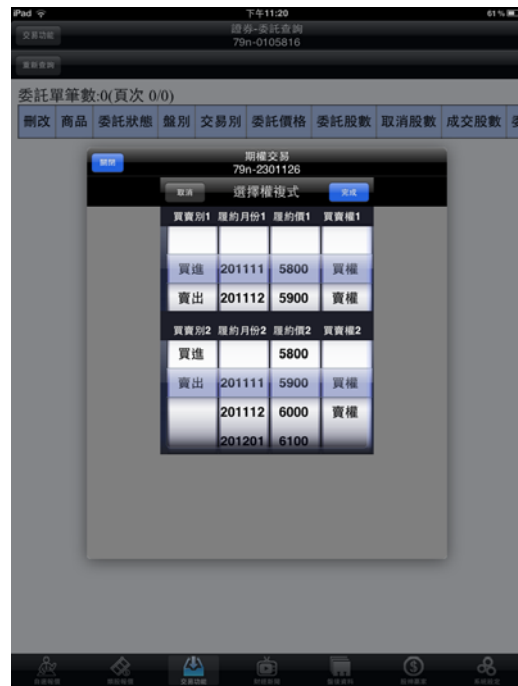 iPad 下午11:20 61%
交易功能
證券-委託查詢
79n-0105816
重新查詢
委託單筆數:0(頁次 0/0)
刪改 商品 委託狀態 盤別 交易別 委託價格 委託股數 取消股數 成交股數
關閉
期權交易
79n-2301126
取消 選擇權複式 完成
買賣別1 履約月份1 履約價1 買賣權1
買進 201111 5800 買權
賣出 201112 5900 賣權
買賣別2 履約月份2 履約價2 買賣權2
買進 5800
賣出 201111 5900 買權
201112 6000 賣權
201201 6100
交易功能